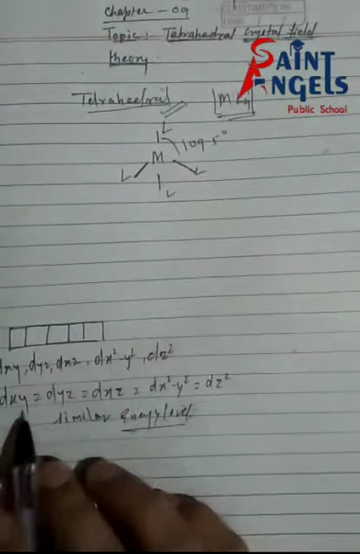 Chapter - 09
Topic: Tetrahedral Crystal field
theory.
SAINT
ANGELS
Public School
Tetrahedral
ML4
L
109.5°
M
L
L
L
dxy, dyz, dxz, dx²-y², dz²
dxy = dyz = dxz = dx²-y² = dz²
similar Energy level